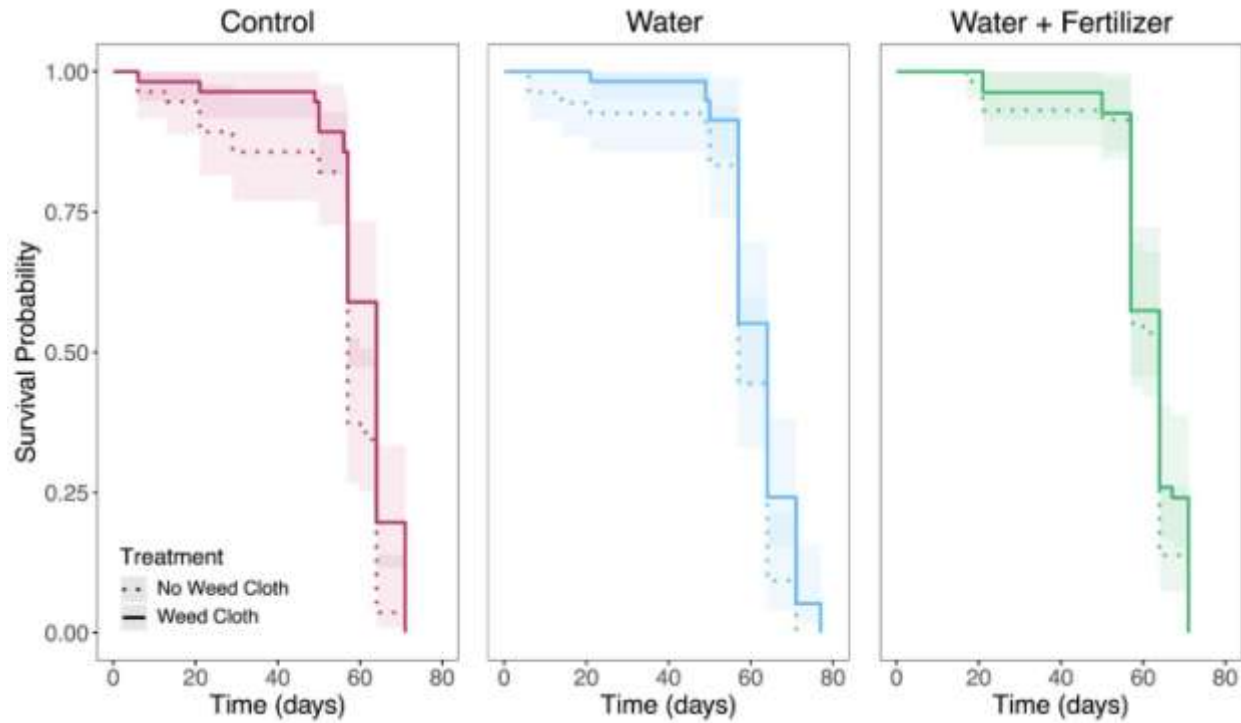 Control
Water
Water + Fertilizer
Survival Probability
1.00
0.75
0.50
0.25
0.00
Treatment
No Weed Cloth
Weed Cloth
0 20 40 60 80
0 20 40 60 80
0 20 40 60 80
Time (days)
Time (days)
Time (days)